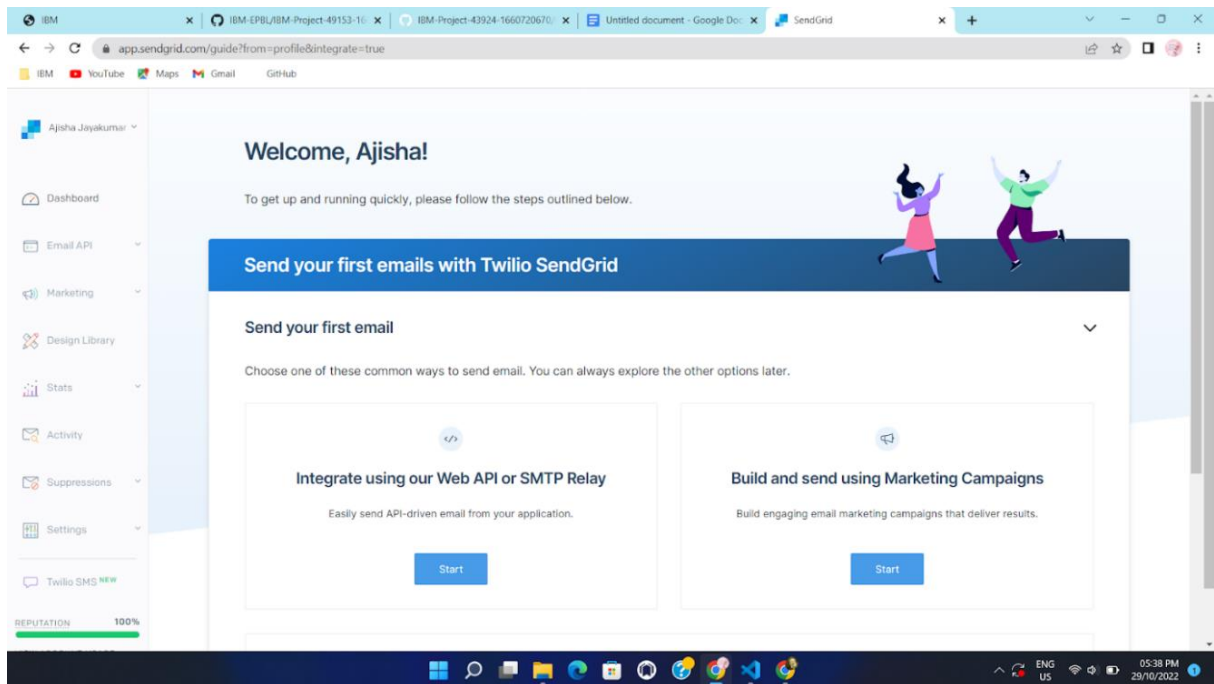 IBM
IBM-EPBL/IBM-Project-49153-16
IBM-Project-43924-1660720670/
Untitled document - Google Doc
SendGrid
app.sendgrid.com/guide?from=profile&integrate=true
IBM YouTube Maps Gmail GitHub
Ajisha Jayakumar
Dashboard
Email API
Marketing
Design Library
Stats
Activity
Suppressions
Settings
Twilio SMS NEW
REPUTATION 100%
Welcome, Ajisha!
To get up and running quickly, please follow the steps outlined below.
Send your first emails with Twilio SendGrid
Send your first email
Choose one of these common ways to send email. You can always explore the other options later.
Integrate using our Web API or SMTP Relay
Easily send API-driven email from your application.
Start
Build and send using Marketing Campaigns
Build engaging email marketing campaigns that deliver results.
Start
ENG
US
05:38 PM
29/10/2022
1